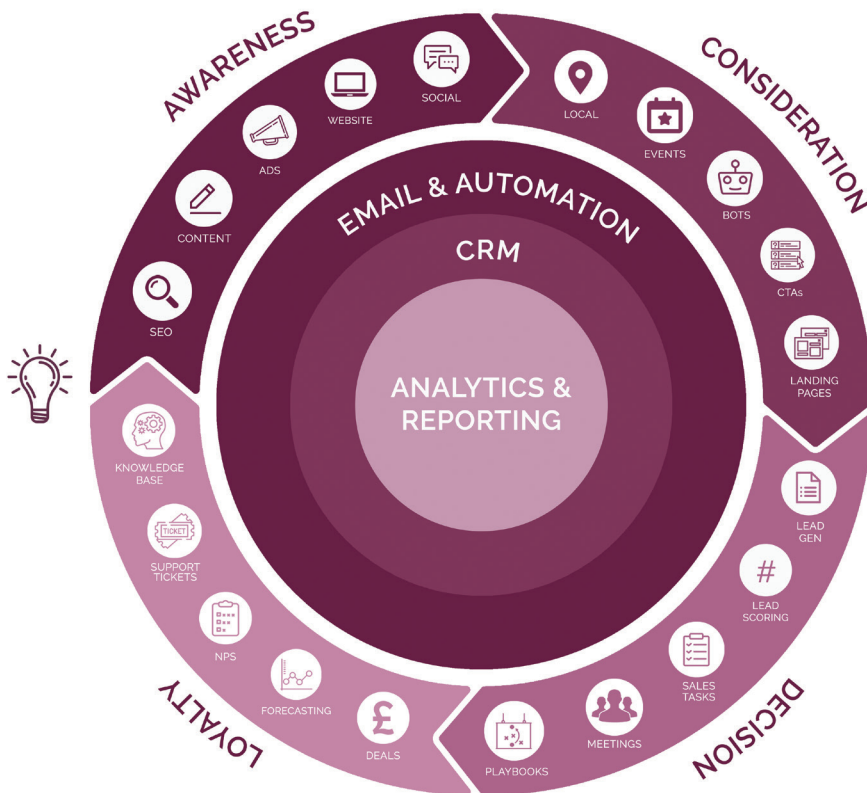 AWARENESS
SEO
CONTENT
ADS
WEBSITE
SOCIAL
CONSIDERATION
LOCAL
EVENTS
BOTS
CTAs
LANDING
PAGES
DECISION
LEAD
GEN
#
LEAD
SCORING
SALES
TASKS
MEETINGS
PLAYBOOKS
LOYALTY
£
DEALS
FORECASTING
NPS
TICKET
SUPPORT
TICKETS
KNOWLEDGE
BASE
EMAIL & AUTOMATION
CRM
ANALYTICS &
REPORTING